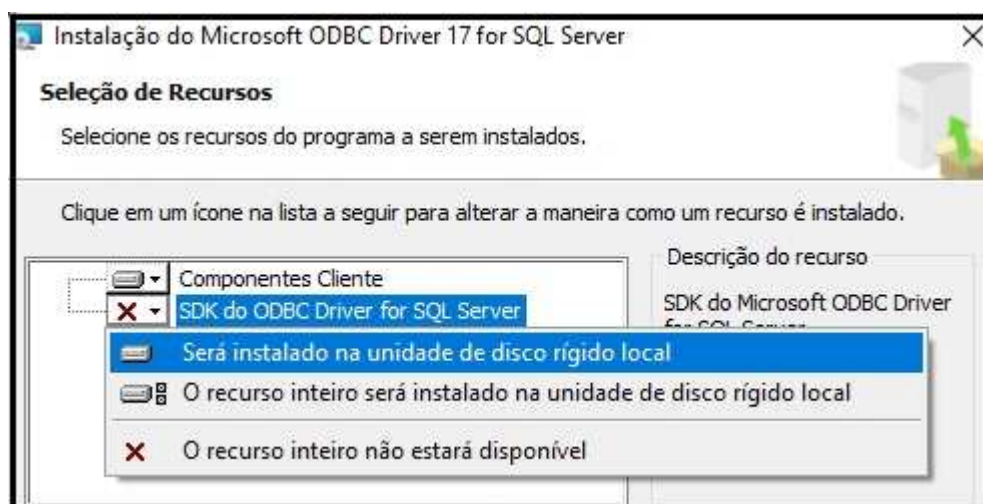 Instalação do Microsoft ODBC Driver 17 for SQL Server
Seleção de Recursos
Selecione os recursos do programa a serem instalados.
Clique em um ícone na lista a seguir para alterar a maneira como um recurso é instalado.
Componentes Cliente
SDK do ODBC Driver for SQL Server
Descrição do recurso
SDK do Microsoft ODBC Driver
for SQL Server
Será instalado na unidade de disco rígido local
O recurso inteiro será instalado na unidade de disco rígido local
O recurso inteiro não estará disponível